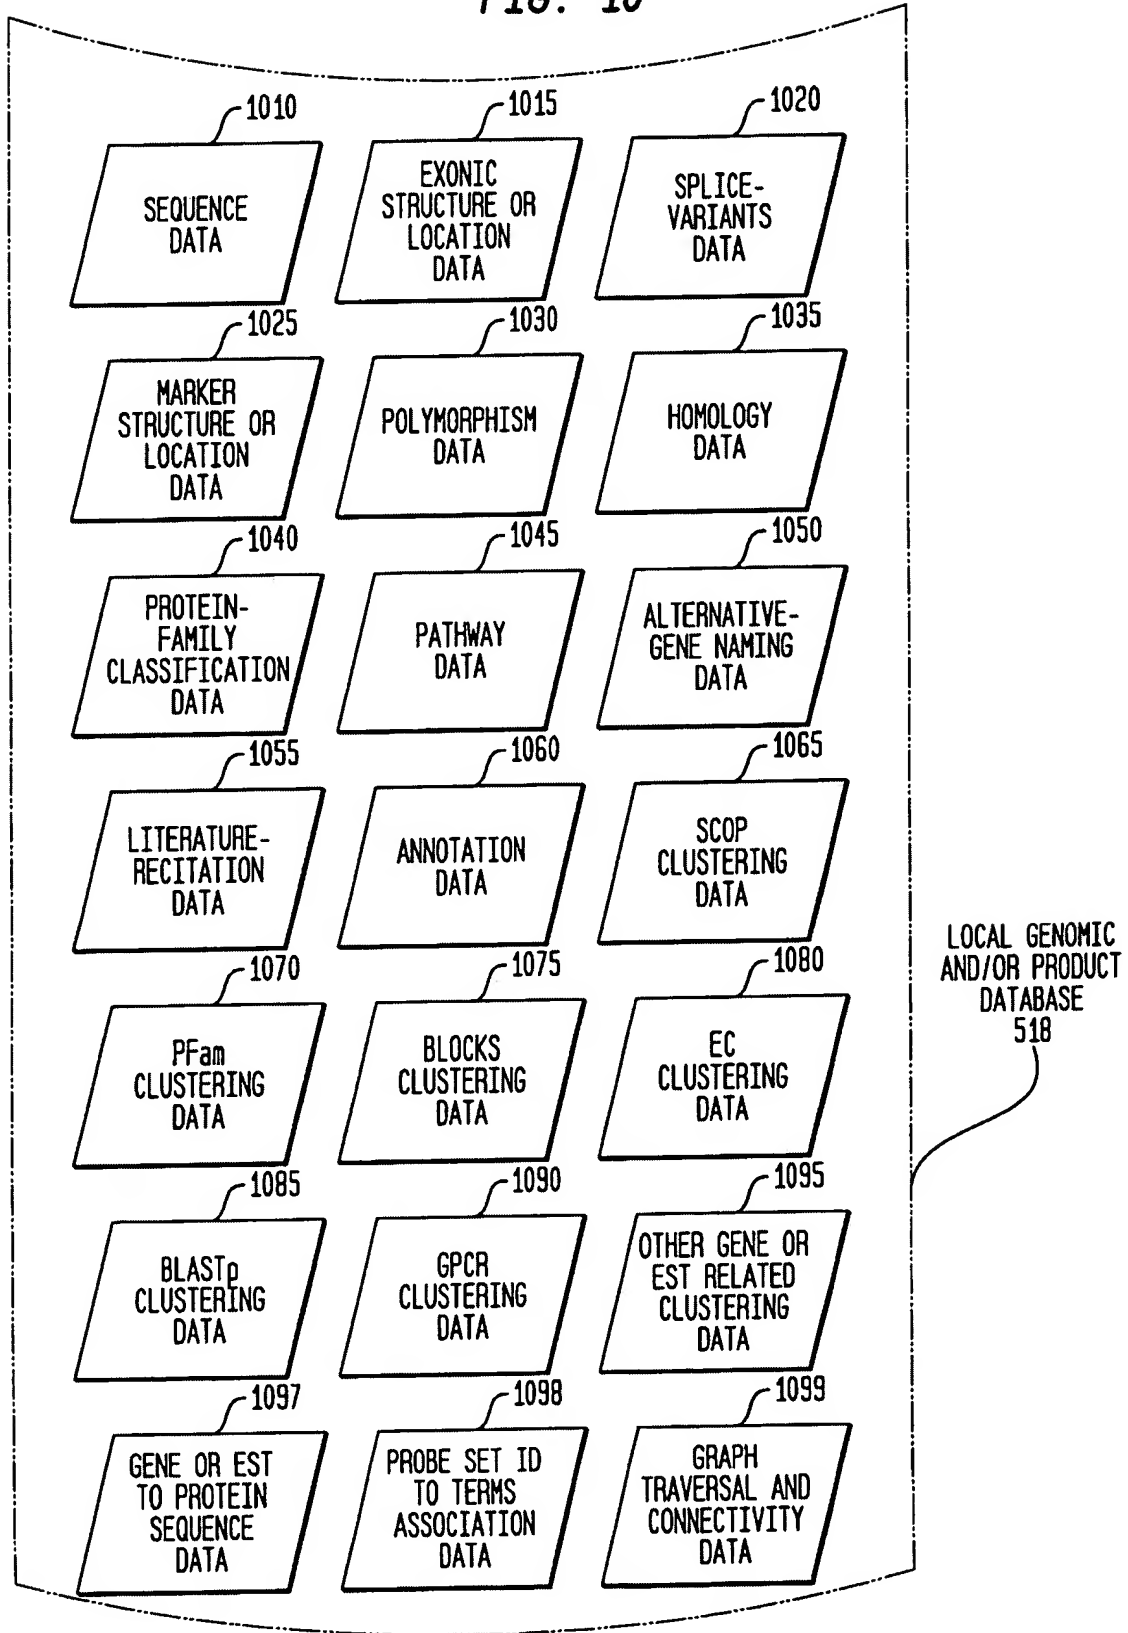 FIG. 10
1010
SEQUENCE
DATA
1015
EXONIC
STRUCTURE OR
LOCATION
DATA
1020
SPLICE-
VARIANTS
DATA
1025
MARKER
STRUCTURE OR
LOCATION
DATA
1030
POLYMORPHISM
DATA
1035
HOMOLOGY
DATA
1040
PROTEIN-
FAMILY
CLASSIFICATION
DATA
1045
PATHWAY
DATA
1050
ALTERNATIVE-
GENE NAMING
DATA
1055
LITERATURE-
RECITATION
DATA
1060
ANNOTATION
DATA
1065
SCOP
CLUSTERING
DATA
LOCAL GENOMIC
AND/OR PRODUCT
DATABASE
518
1070
PFam
CLUSTERING
DATA
1075
BLOCKS
CLUSTERING
DATA
1080
EC
CLUSTERING
DATA
1085
BLASTp
CLUSTERING
DATA
1090
GPCR
CLUSTERING
DATA
1095
OTHER GENE OR
EST RELATED
CLUSTERING
DATA
1097
GENE OR EST
TO PROTEIN
SEQUENCE
DATA
1098
PROBE SET ID
TO TERMS
ASSOCIATION
DATA
1099
GRAPH
TRAVERSAL AND
CONNECTIVITY
DATA